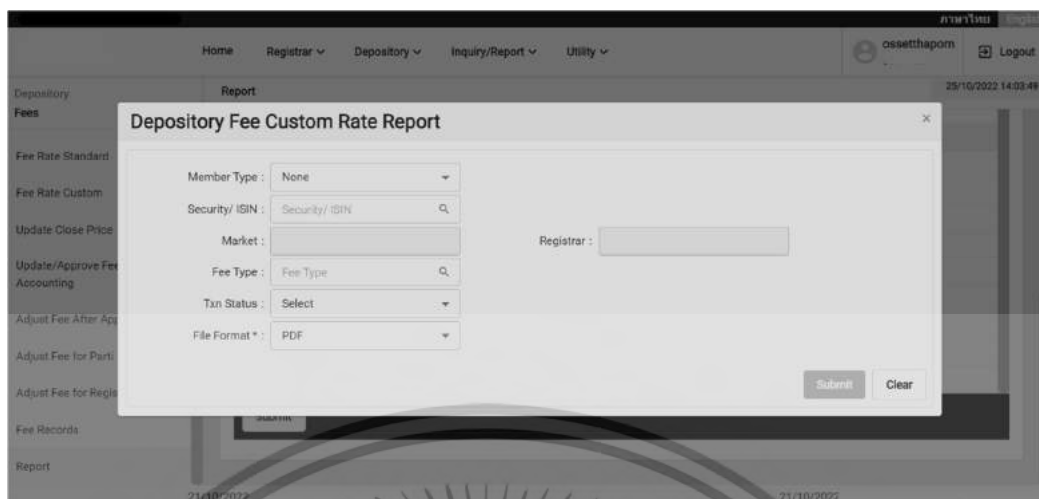 ภาษาไทย English
Home Registrar Depository Inquiry/Report Utility ossetthaporn Logout
Depository
Fees
Report
25/10/2022 14:03:49
Depository Fee Custom Rate Report ×
Fee Rate Standard
Fee Rate Custom
Update Close Price
Update/Approve Fee
Accounting
Adjust Fee After App
Adjust Fee for Parti
Adjust Fee for Regis
Fee Records
Report
Member Type : None
Security/ ISIN : Security/ ISIN
Market : Registrar :
Fee Type : Fee Type
Txn Status : Select
File Format * : PDF
Submit Clear
Submit
21/10/2022 21/10/2022